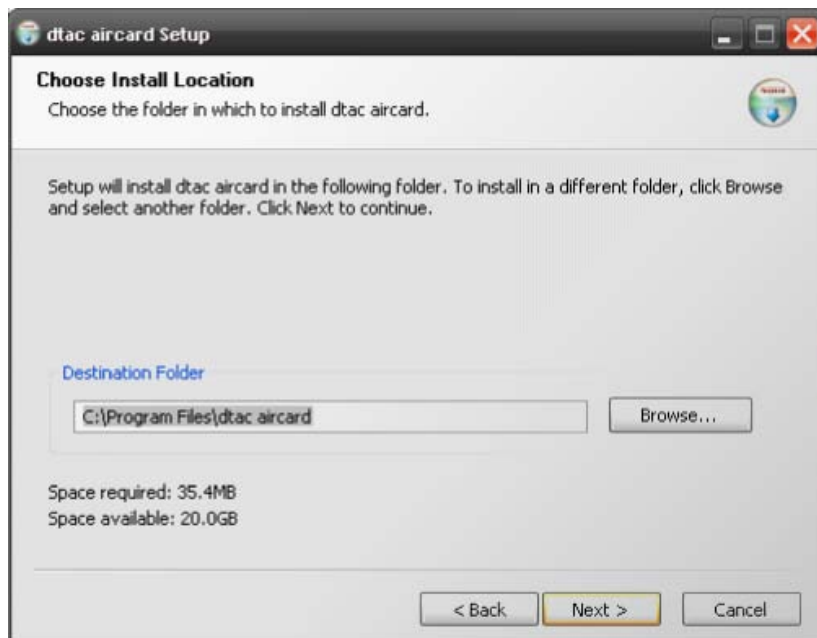 dtac aircard Setup
Choose Install Location
Choose the folder in which to install dtac aircard.
Setup will install dtac aircard in the following folder. To install in a different folder, click Browse
and select another folder. Click Next to continue.
Destination Folder
C:\Program Files\dtac aircard
Browse...
Space required: 35.4MB
Space available: 20.0GB
< Back
Next >
Cancel